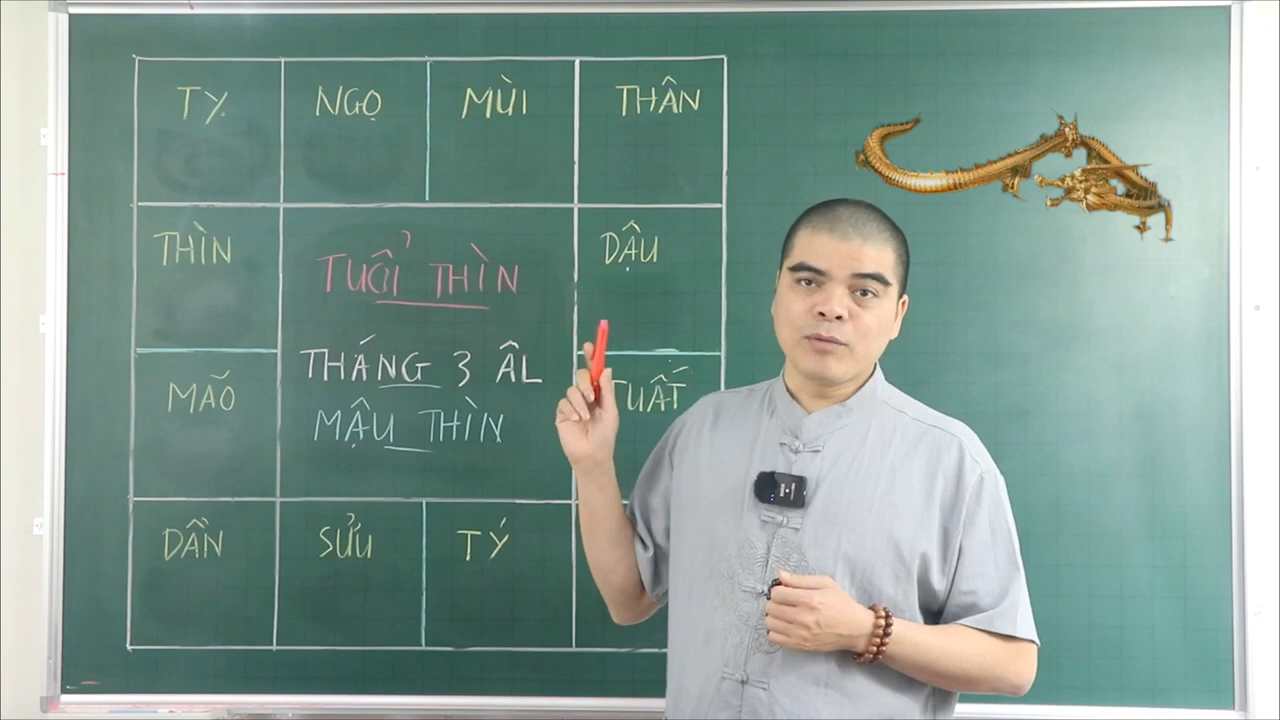 TỴ NGỌ MÙI THÂN
THÌN DẬU
TUỔI THÌN
THÁNG 3 ÂL
MÃO TUẤT
MẬU THÌN
DẦN SỬU TÝ